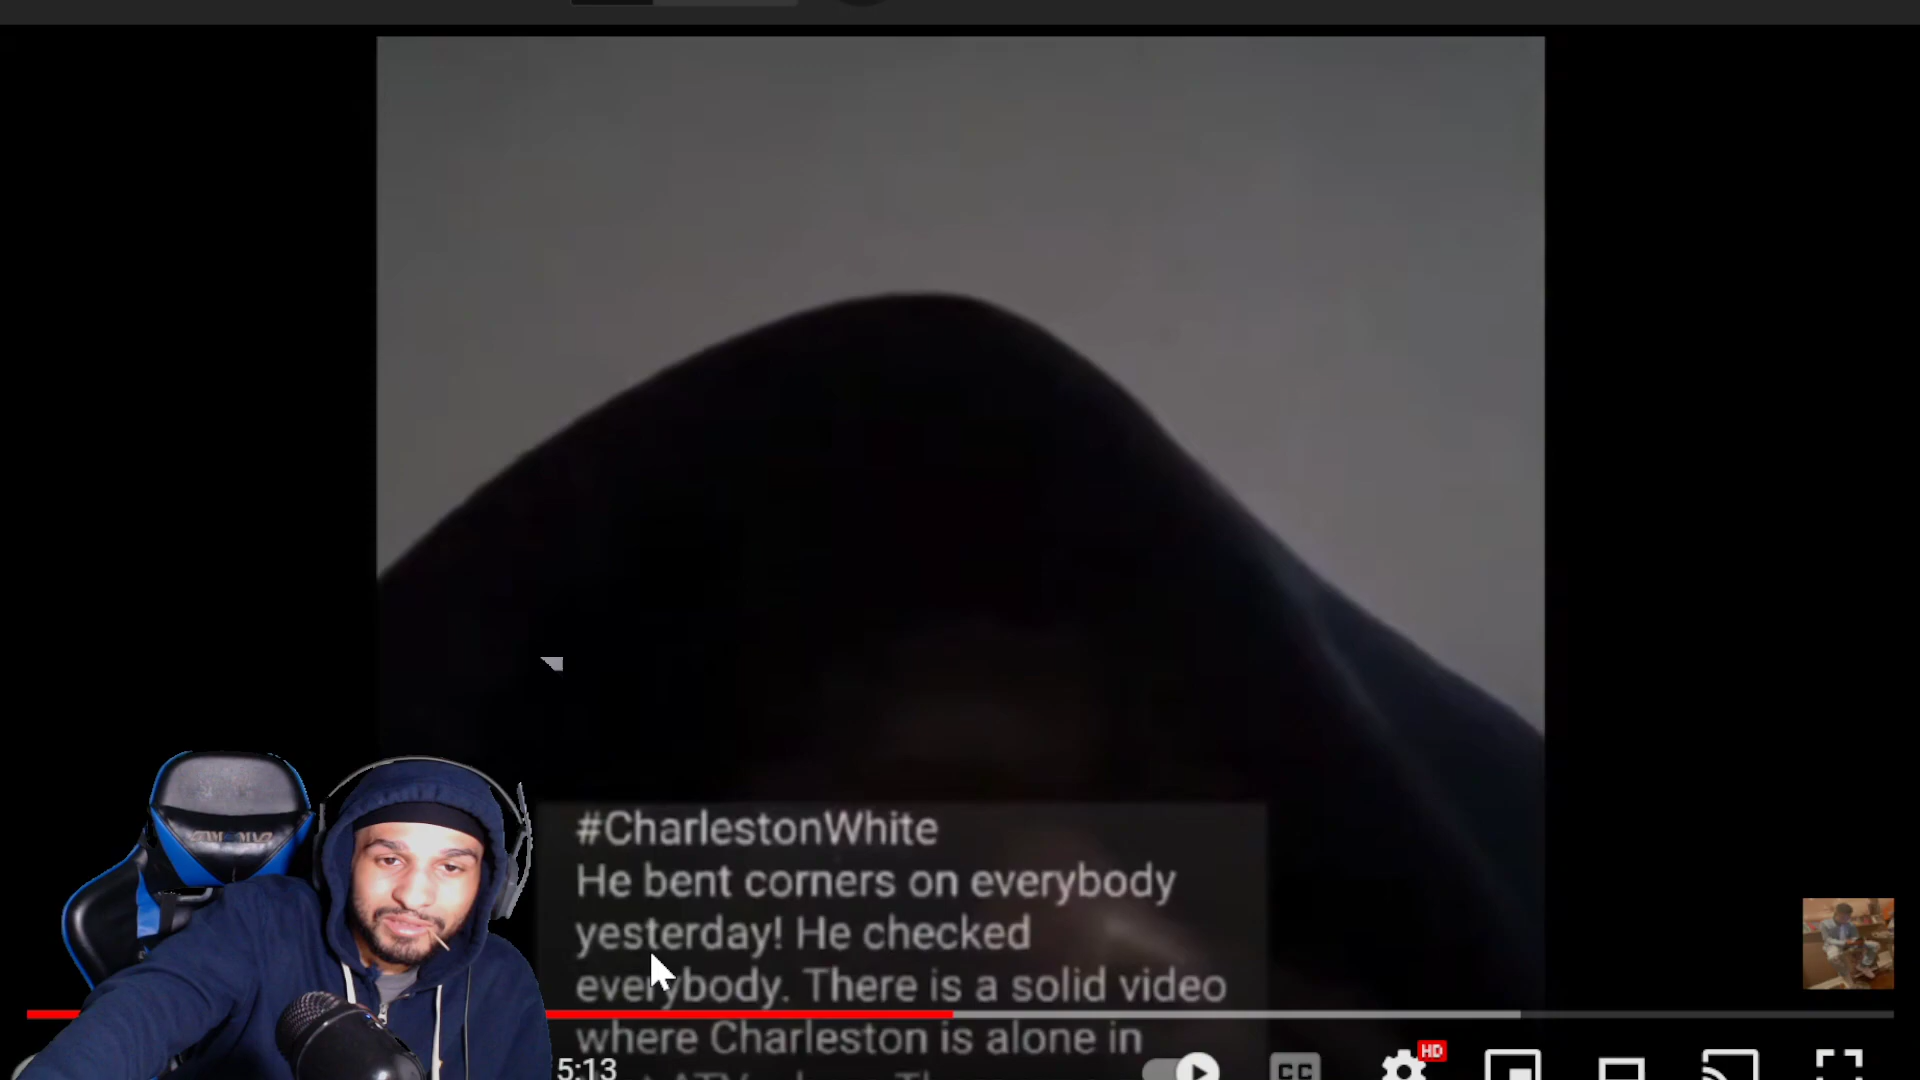 #CharlestonWhite
He bent corners on everybody
yesterday! He checked
everybody. There is a solid video
where Charleston is alone in
5:13
CC
HD